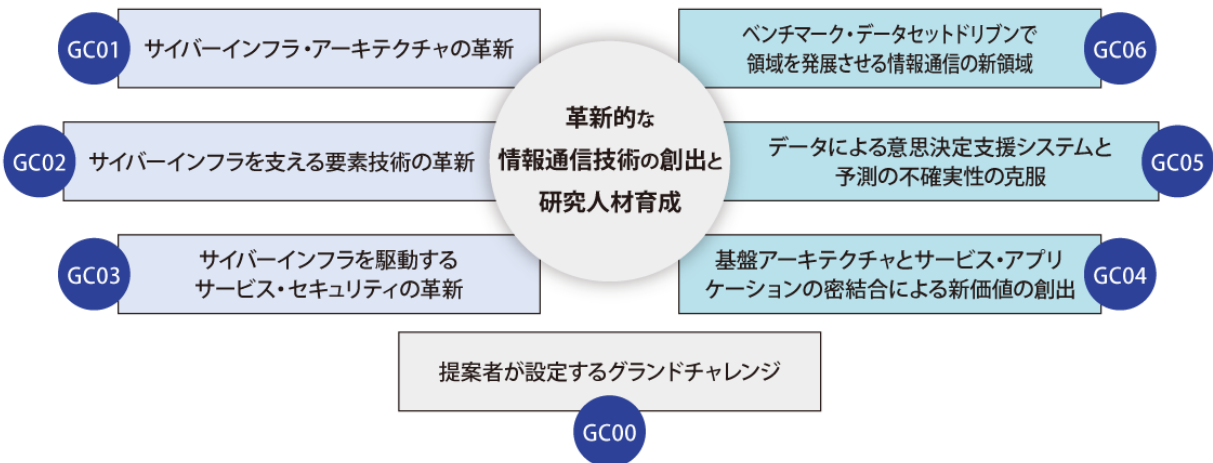 GC01
サイバーインフラ・アーキテクチャの革新
GC02
サイバーインフラを支える要素技術の革新
GC03
サイバーインフラを駆動する
サービス・セキュリティの革新
革新的な
情報通信技術の創出と
研究人材育成
ベンチマーク・データセットドリブンで
領域を発展させる情報通信の新領域
GC06
データによる意思決定支援システムと
予測の不確実性の克服
GC05
基盤アーキテクチャとサービス・アプリ
ケーションの密結合による新価値の創出
GC04
提案者が設定するグランドチャレンジ
GC00